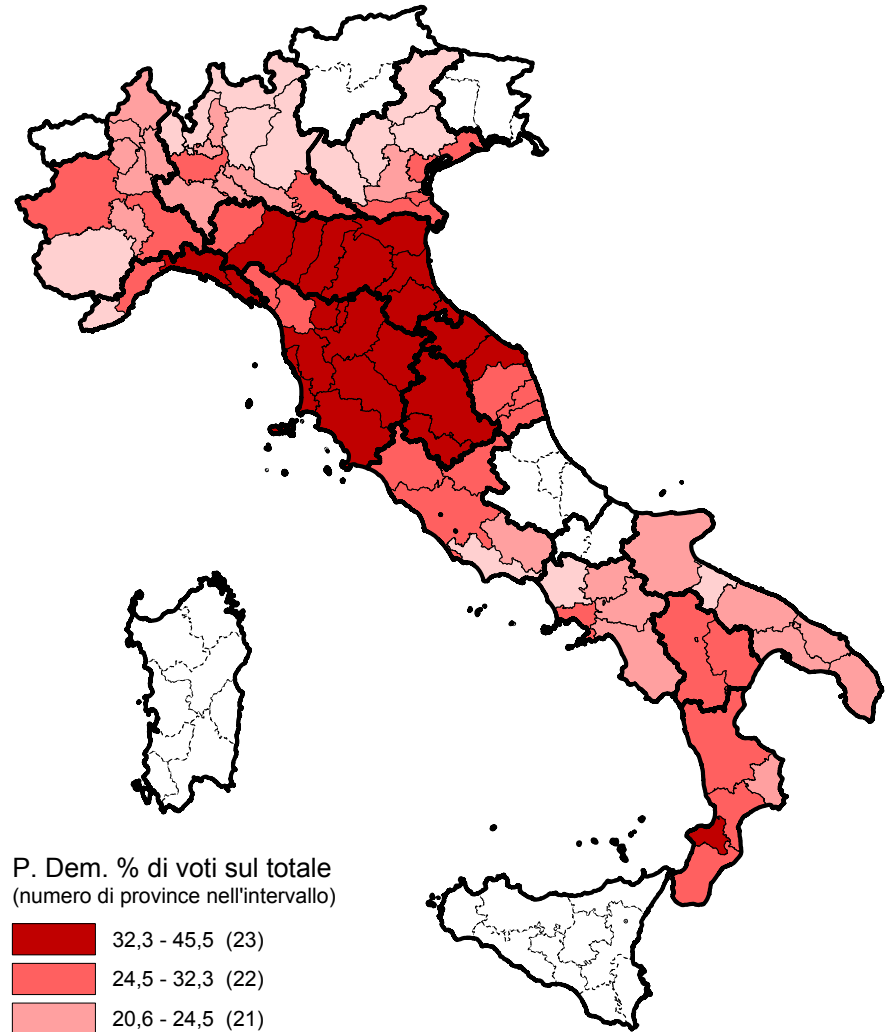 P. Dem. % di voti sul totale
(numero di province nell'intervallo)
32,3 - 45,5 (23)
24,5 - 32,3 (22)
20,6 - 24,5 (21)